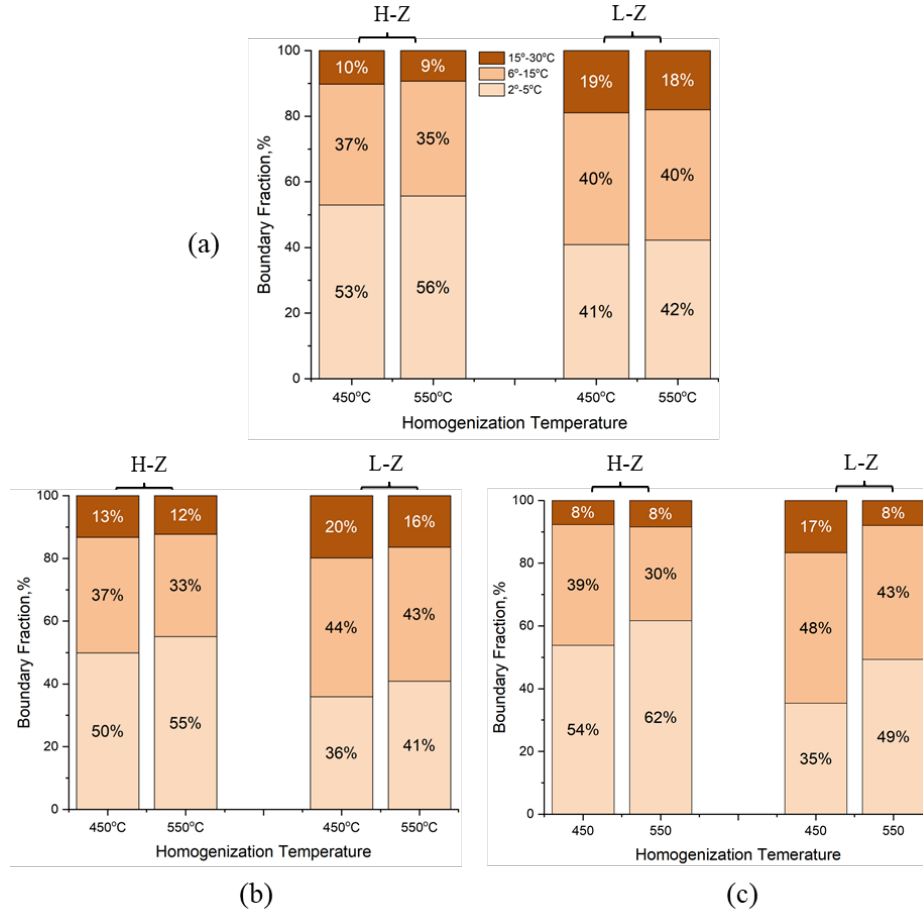 H-Z
L-Z
100
80
60
40
20
0
Boundary Fraction,%
15º-30ºC
6º-15ºC
2º-5ºC
10%
9%
19%
18%
37%
35%
40%
40%
53%
56%
41%
42%
450ºC
550ºC
450ºC
550ºC
Homogenization Temperature
(a)
H-Z
L-Z
100
80
60
40
20
0
Boundary Fraction,%
13%
12%
20%
16%
37%
33%
44%
43%
50%
55%
36%
41%
450ºC
550ºC
450ºC
550ºC
Homogenization Temperature
(b)
H-Z
L-Z
100
80
60
40
20
0
Boundary Fraction,%
8%
8%
17%
8%
39%
30%
48%
43%
54%
62%
35%
49%
450
550
450
550
Homogenization Temerature
(c)